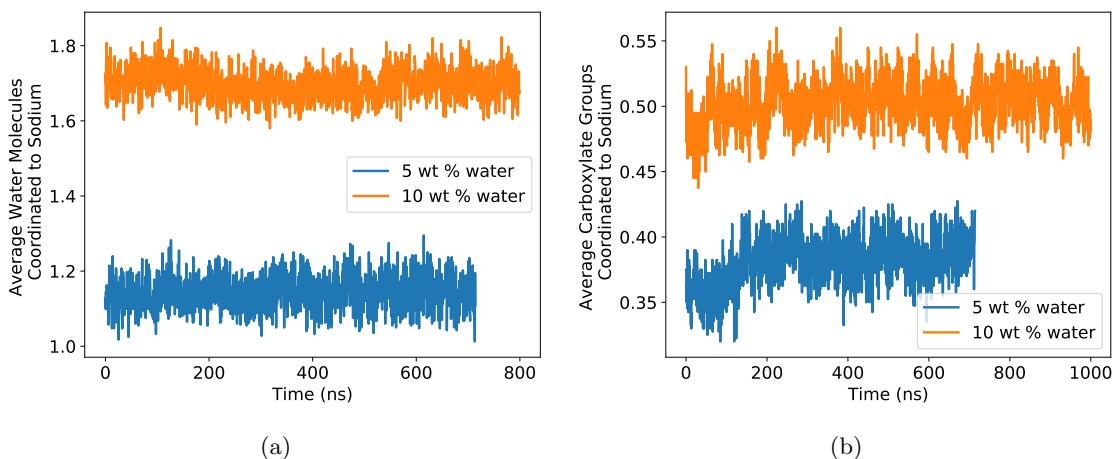 Average Water Molecules
Coordinated to Sodium
1.8
1.6
1.4
1.2
1.0
5 wt % water
10 wt % water
0
200
400
600
800
Time (ns)
(a)
Average Carboxylate Groups
Coordinated to Sodium
0.55
0.50
0.45
0.40
0.35
5 wt % water
10 wt % water
0
200
400
600
800
1000
Time (ns)
(b)